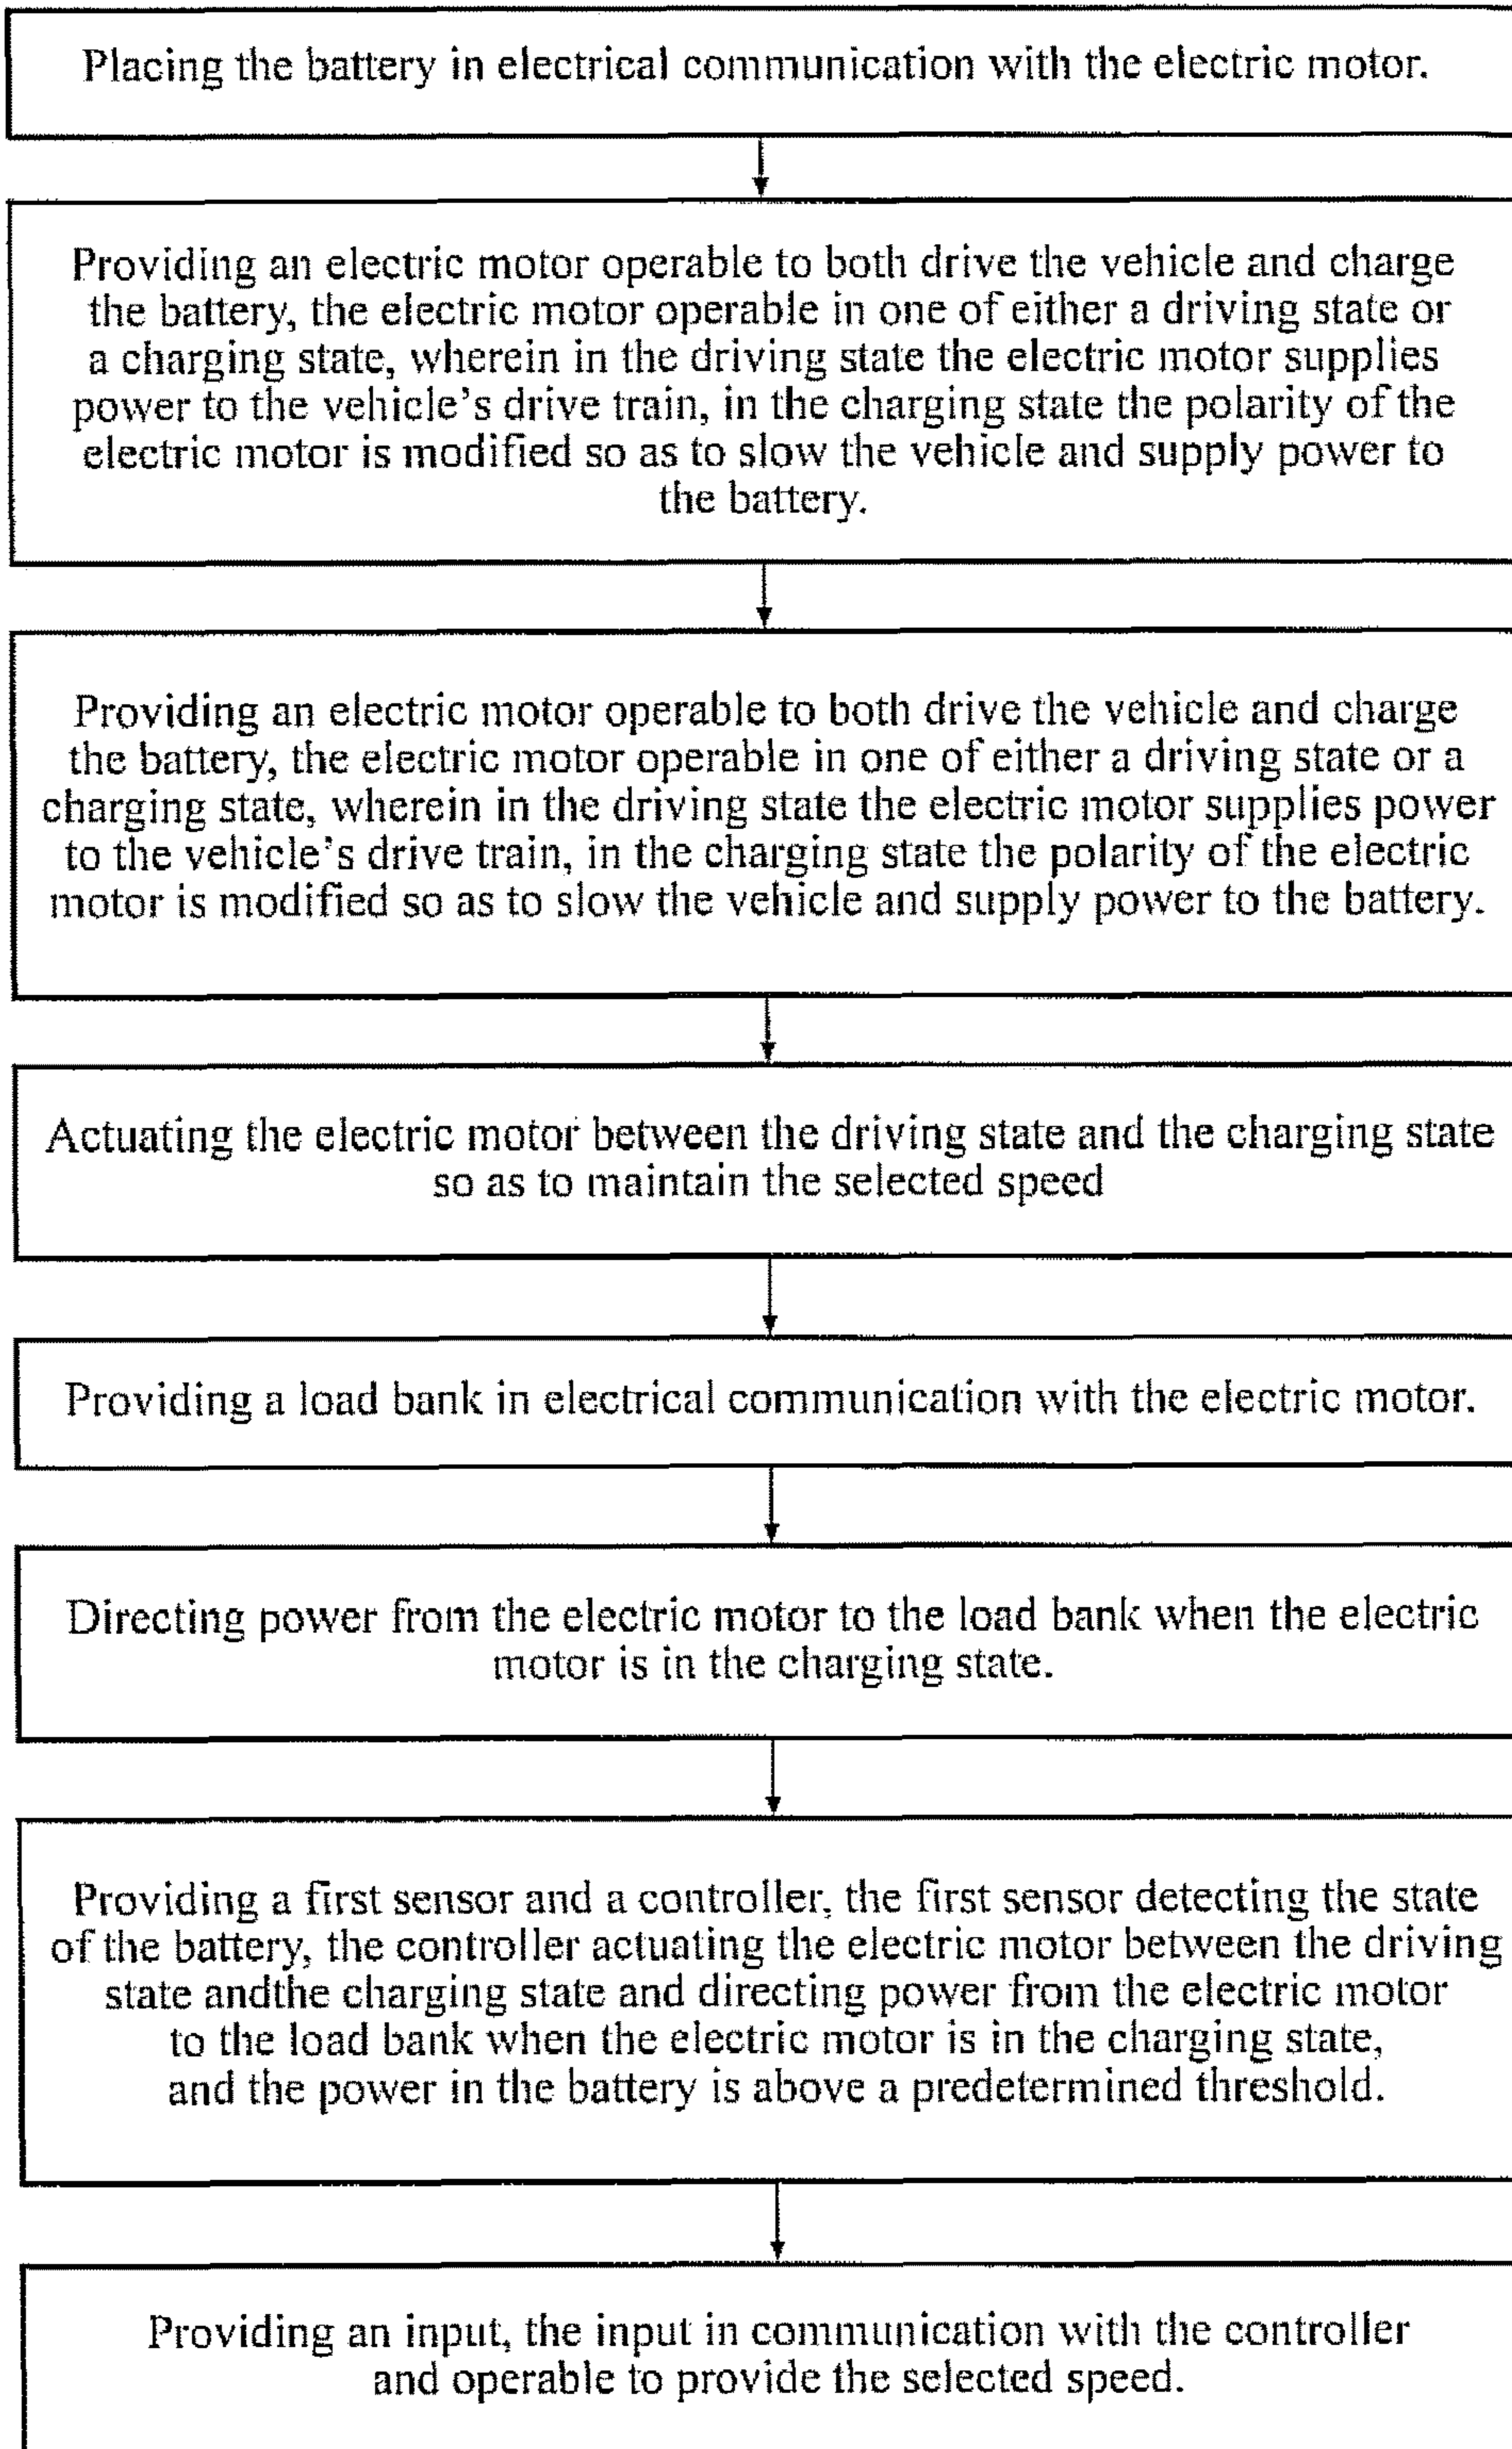 Placing the battery in electrical communication with the electric motor.
Providing an electric motor operable to both drive the vehicle and charge
the battery, the electric motor operable in one of either a driving state or
a charging state, wherein in the driving state the electric motor supplies
power to the vehicle's drive train, in the charging state the polarity of the
electric motor is modified so as to slow the vehicle and supply power to
the battery.
Providing an electric motor operable to both drive the vehicle and charge
the battery, the electric motor operable in one of either a driving state or a
charging state, wherein in the driving state the electric motor supplies power
to the vehicle's drive train, in the charging state the polarity of the electric
motor is modified so as to slow the vehicle and supply power to the battery.
Actuating the electric motor between the driving state and the charging state
so as to maintain the selected speed
Providing a load bank in electrical communication with the electric motor.
Directing power from the electric motor to the load bank when the electric
motor is in the charging state.
Providing a first sensor and a controller, the first sensor detecting the state
of the battery, the controller actuating the electric motor between the driving
state andthe charging state and directing power from the electric motor
to the load bank when the electric motor is in the charging state,
and the power in the battery is above a predetermined threshold.
Providing an input, the input in communication with the controller
and operable to provide the selected speed.